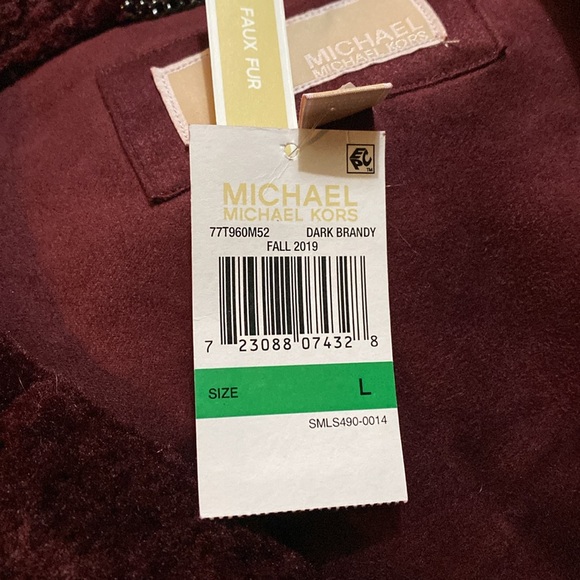 FAUX FUR
MICHAEL
MICHAEL KORS
EPC™
MICHAEL
MICHAEL KORS
77T960M52 DARK BRANDY
FALL 2019
7 23088 07432 8
SIZE L
SMLS490-0014